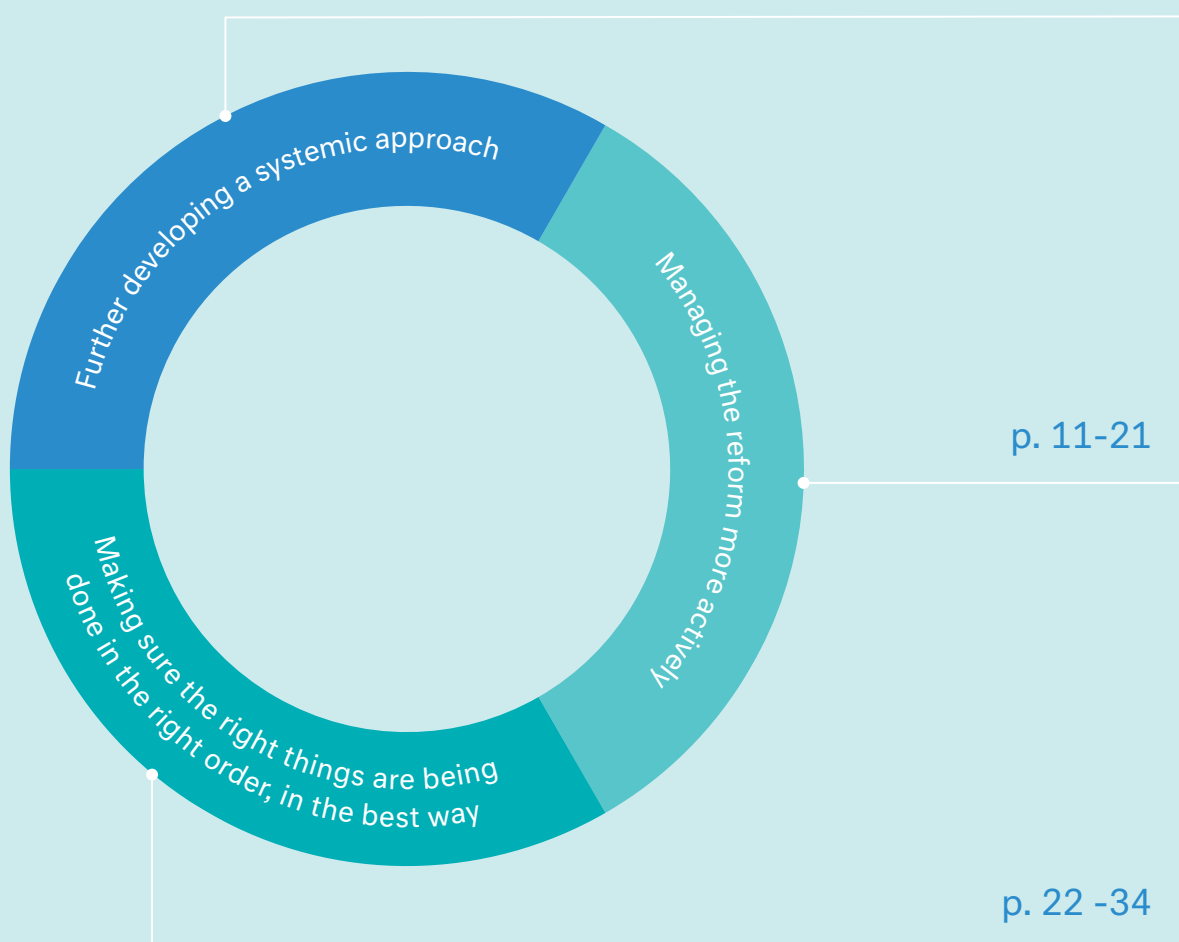 Further developing a systemic approach
Managing the reform more actively
p. 11-21
Making sure the right things are being
done in the right order, in the best way
p. 22 -34